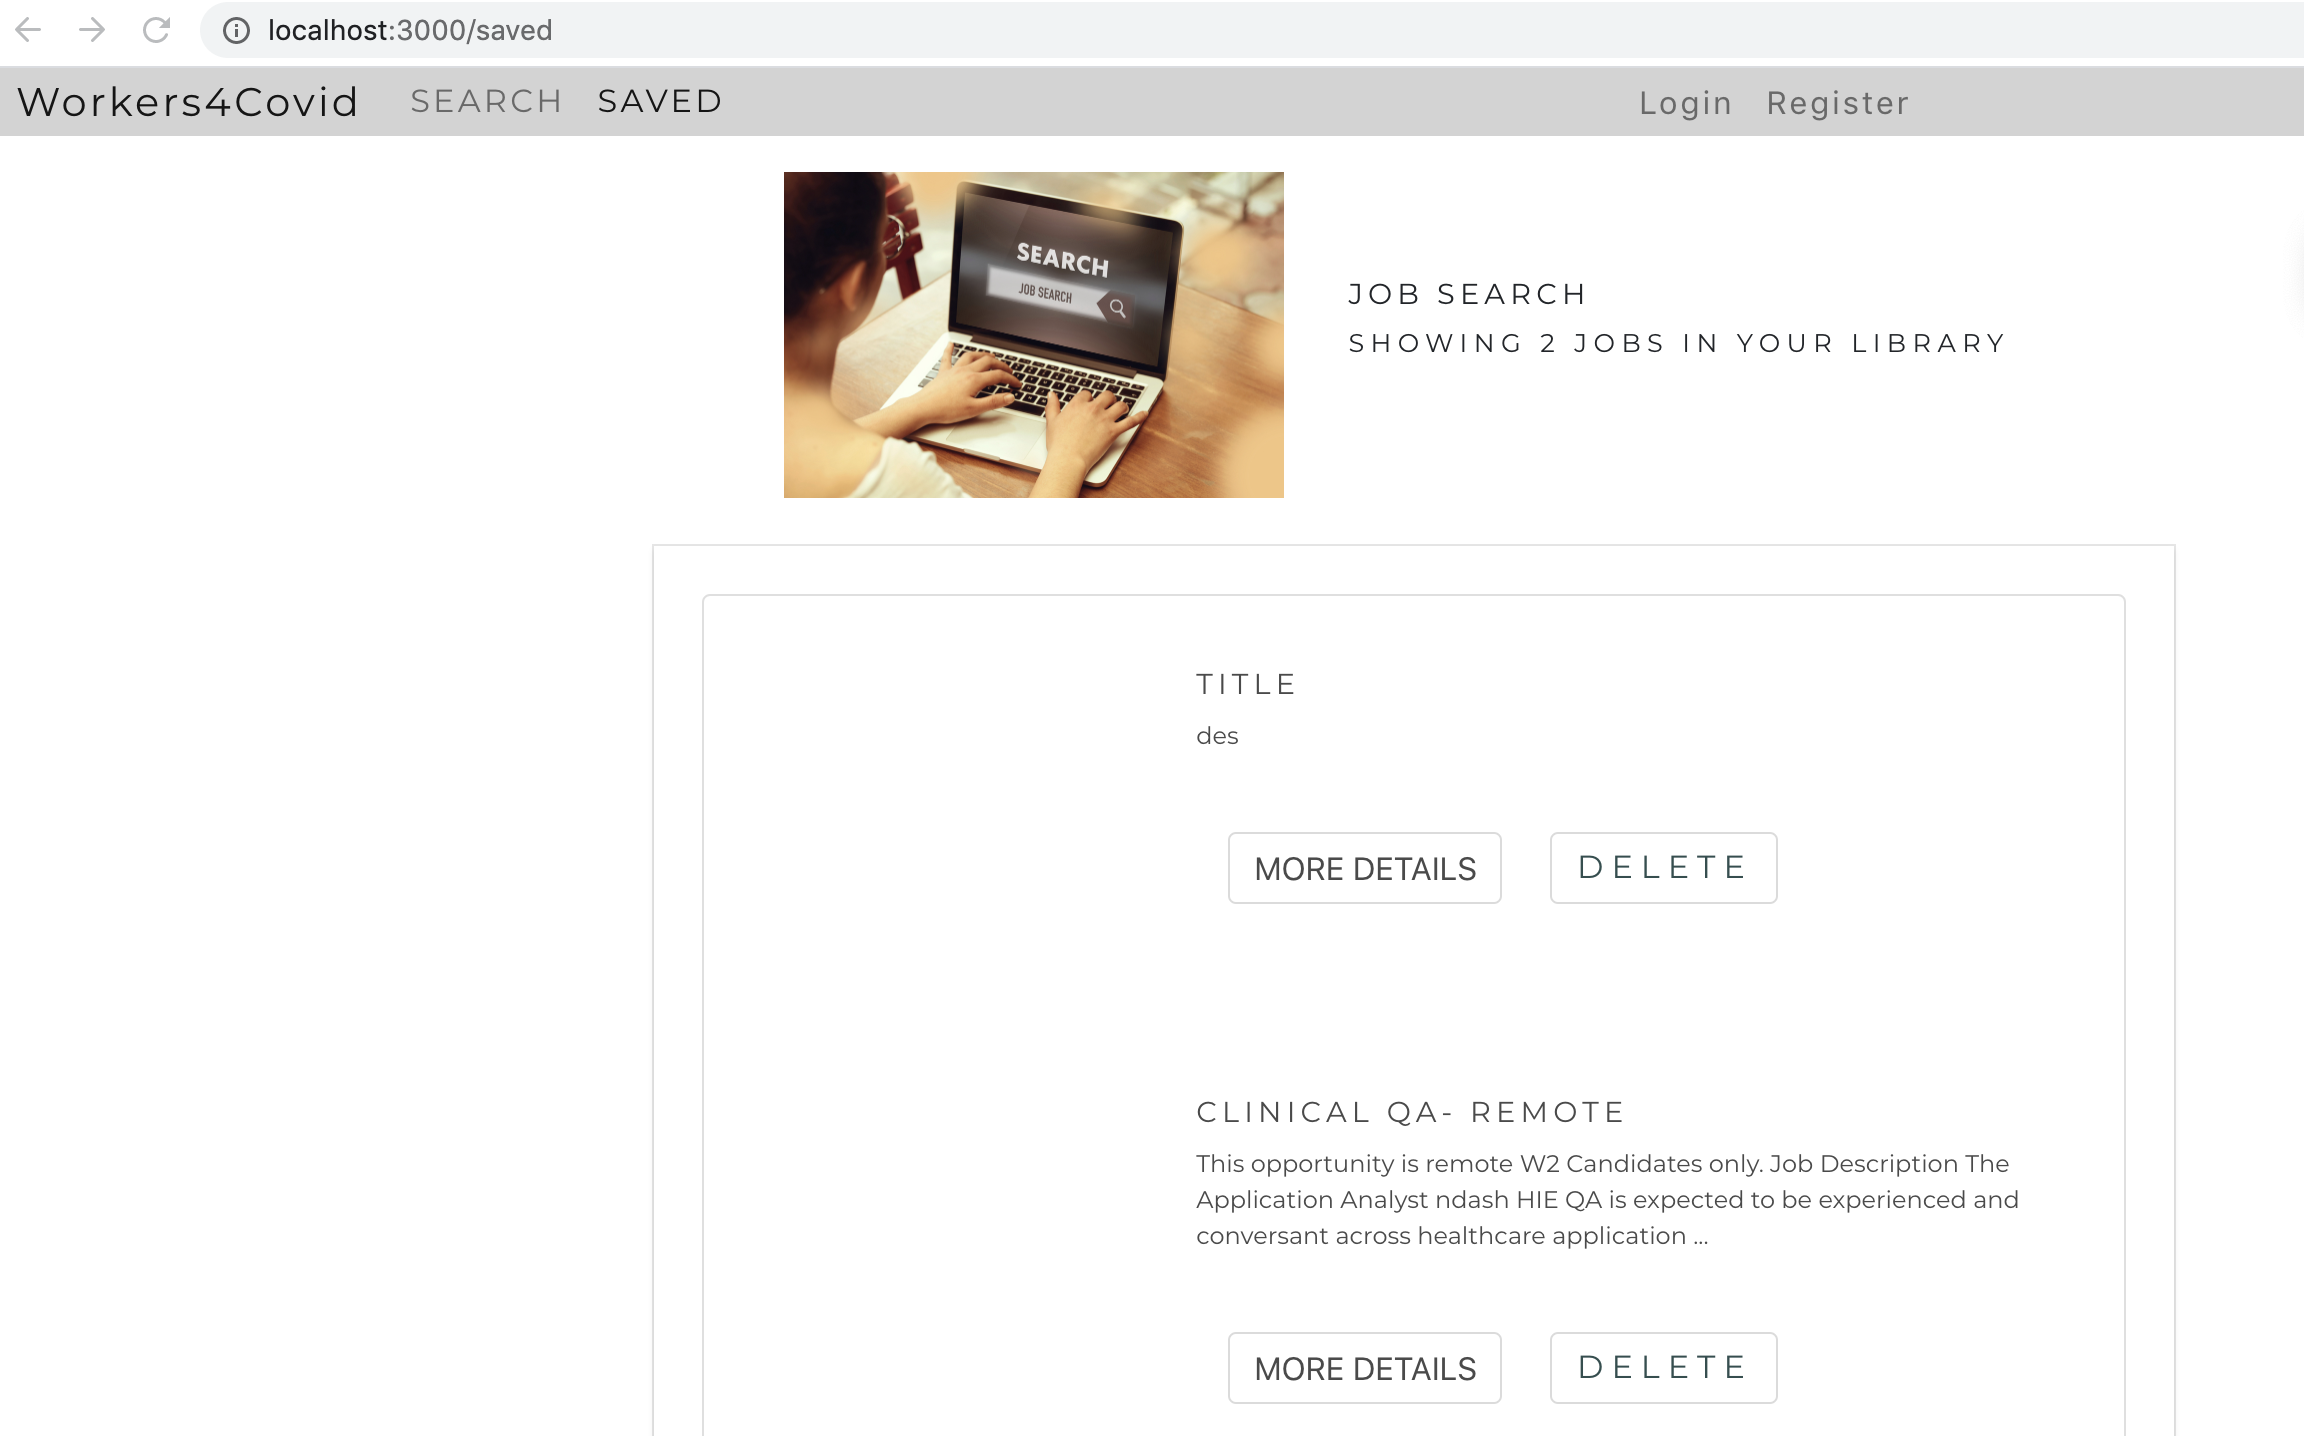 localhost:3000/saved
Workers4Covid SEARCH SAVED Login Register
SEARCH
JOB SEARCH
JOB SEARCH
SHOWING 2 JOBS IN YOUR LIBRARY
TITLE
des
MORE DETAILS DELETE
CLINICAL QA- REMOTE
This opportunity is remote W2 Candidates only. Job Description The
Application Analyst ndash HIE QA is expected to be experienced and
conversant across healthcare application ...
MORE DETAILS DELETE